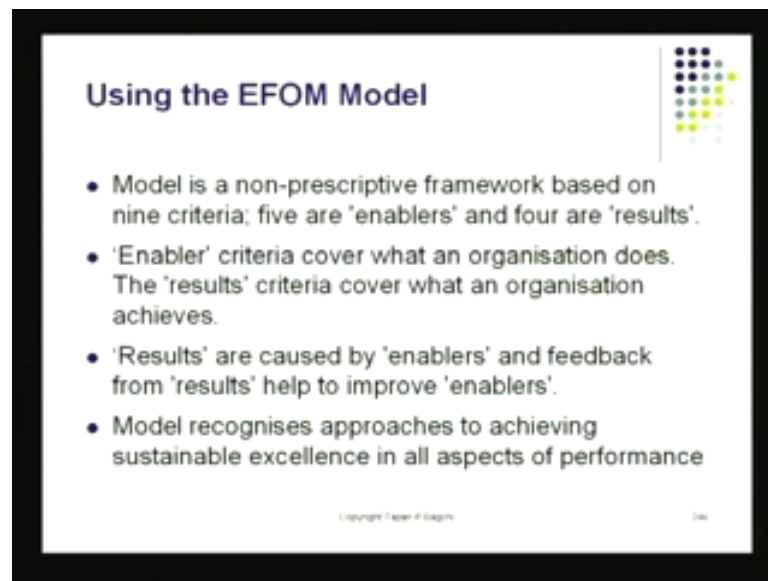 Using the EFOM Model
• Model is a non-prescriptive framework based on
nine criteria; five are 'enablers' and four are 'results'.
• 'Enabler' criteria cover what an organisation does.
The 'results' criteria cover what an organisation
achieves.
• 'Results' are caused by 'enablers' and feedback
from 'results' help to improve 'enablers'.
• Model recognises approaches to achieving
sustainable excellence in all aspects of performance
Copyright Tapan P Bagchi